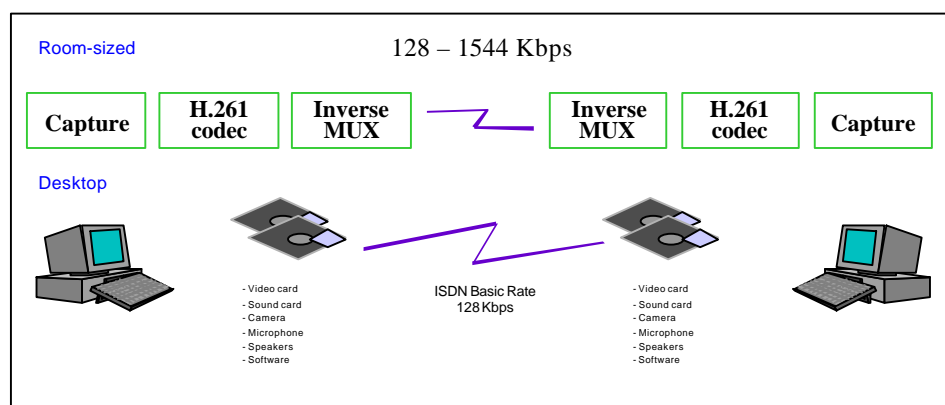 Room-sized
128 – 1544 Kbps
Capture
H.261
codec
Inverse
MUX
Inverse
MUX
H.261
codec
Capture
Desktop
- Video card
- Sound card
- Camera
- Microphone
- Speakers
- Software
ISDN Basic Rate
128 Kbps
- Video card
- Sound card
- Camera
- Microphone
- Speakers
- Software